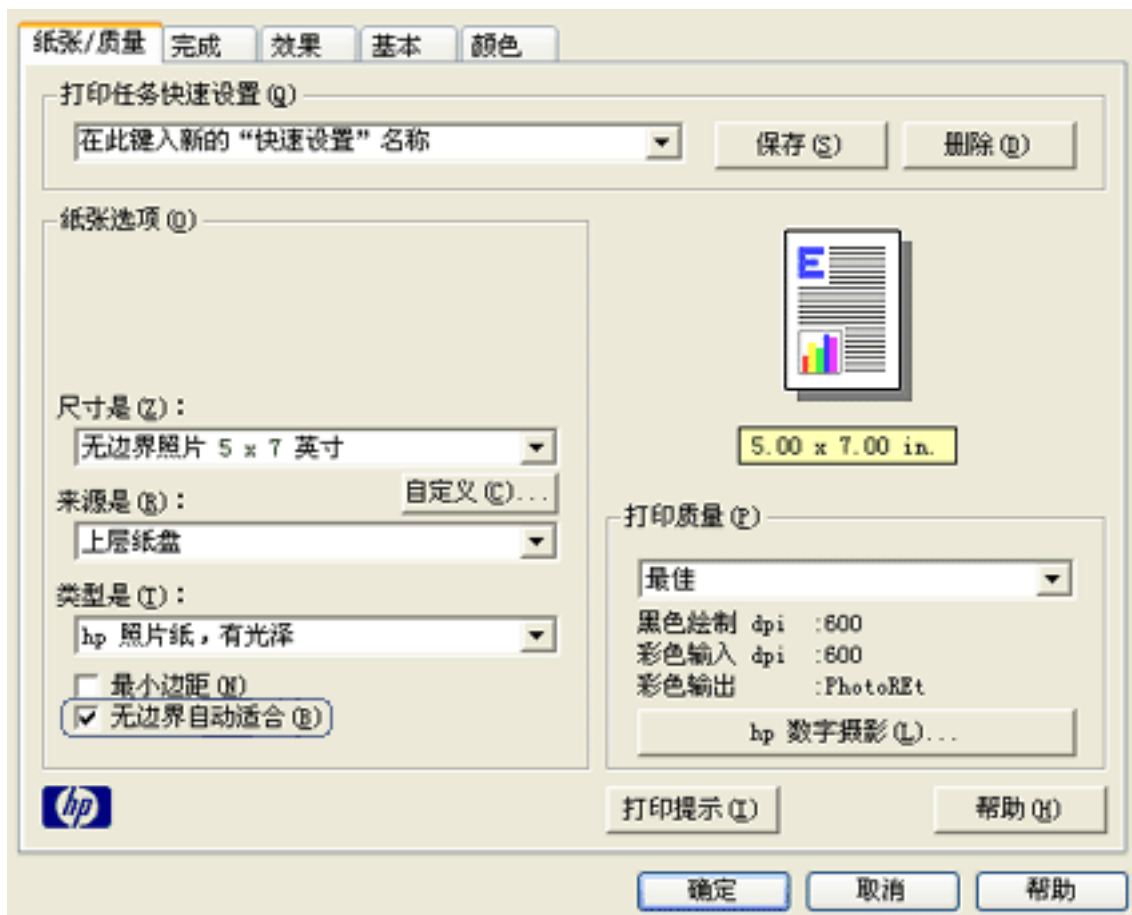 纸张/质量 完成 效果 基本 颜色
打印任务快速设置(Q)
在此键入新的“快速设置”名称 保存(S) 删除(D)
纸张选项(O)
E
尺寸是(Z):
无边界照片 5 x 7 英寸
5.00 x 7.00 in.
自定义(C)...
来源是(R):
上层纸盘
打印质量(P)
最佳
类型是(T):
hp 照片纸,有光泽
黑色绘制 dpi :600
彩色输入 dpi :600
彩色输出 :PhotoREt
最小边距(N)
无边界自动适合(B)
hp 数字摄影(L)...
hp
打印提示(I) 帮助(H)
确定 取消 帮助